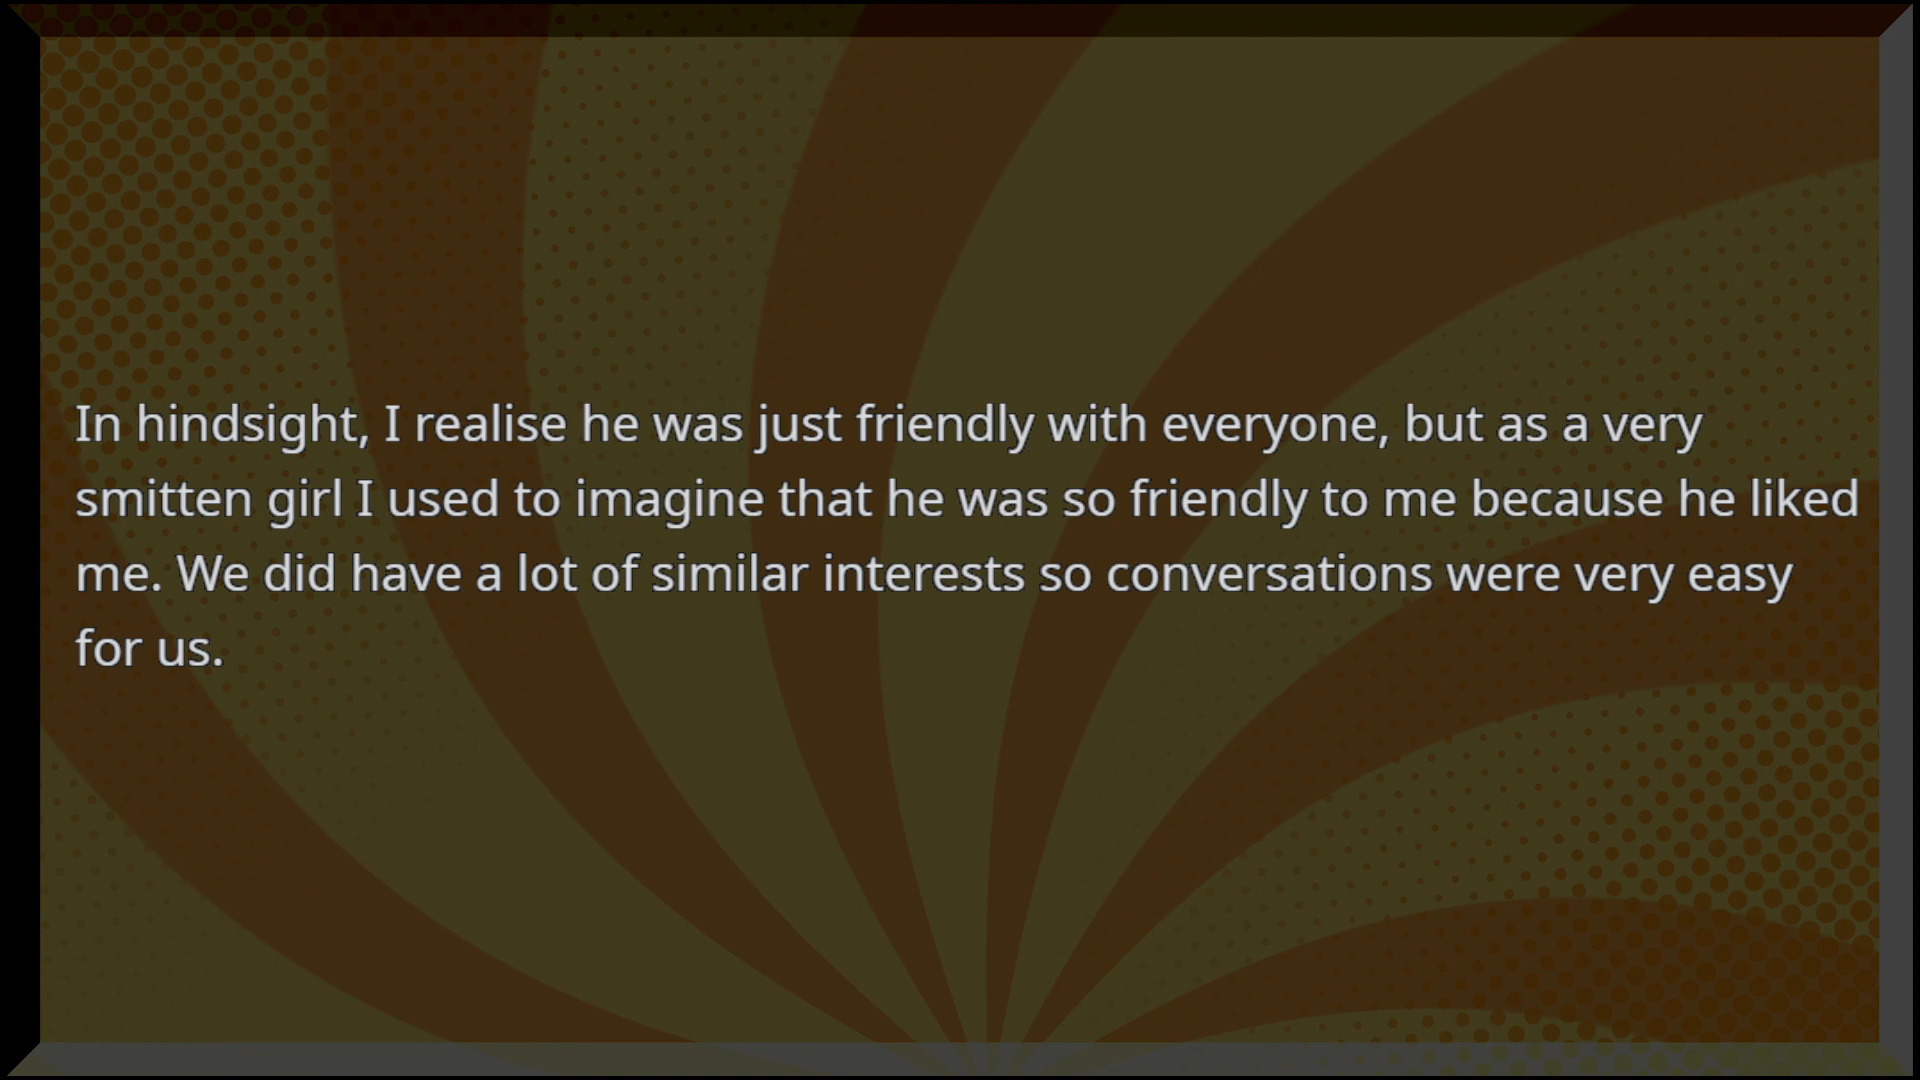 In hindsight, I realise he was just friendly with everyone, but as a very
smitten girl I used to imagine that he was so friendly to me because he liked
me. We did have a lot of similar interests so conversations were very easy
for us.